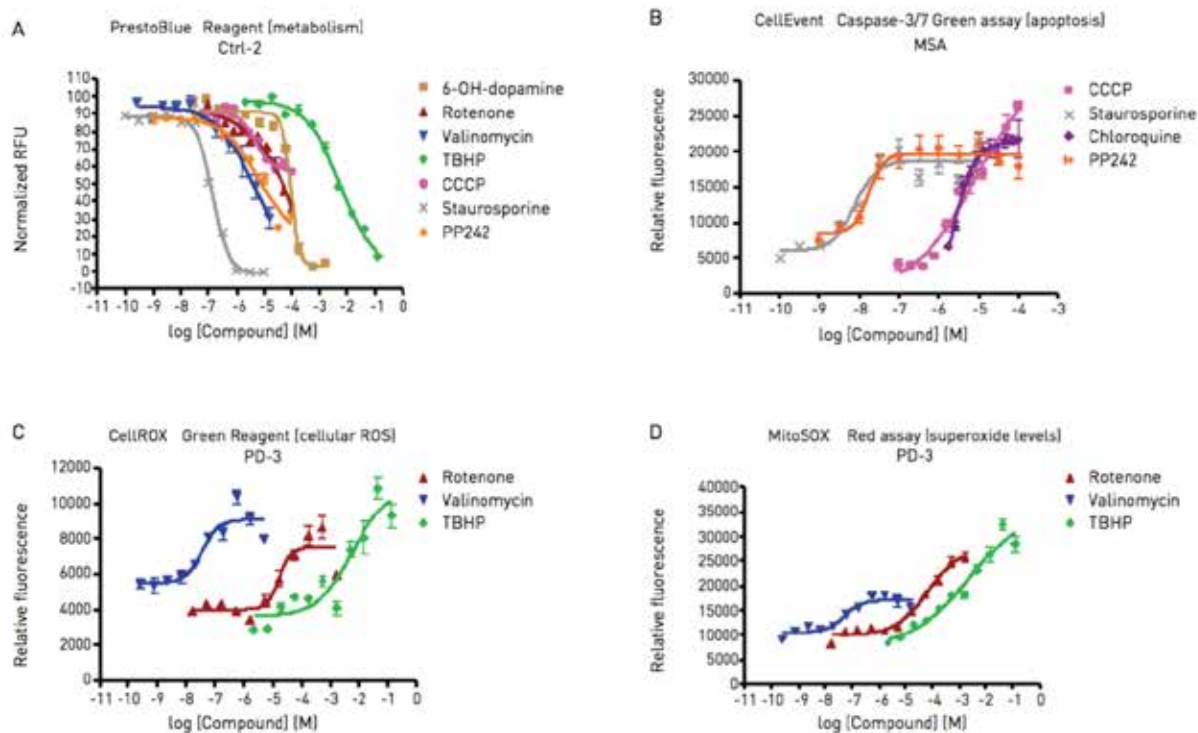 A
PrestoBlue Reagent (metabolism)
Ctrl-2
110
100
90
80
70
60
50
40
30
20
10
0
Normalized RFU
-11 -10 -9 -8 -7 -6 -5 -4 -3 -2 -1 0
log [Compound] (M)
6-OH-dopamine
Rotenone
Valinomycin
TBHP
CCCP
Staurosporine
PP242
B
CellEvent Caspase-3/7 Green assay (apoptosis)
MSA
30000
25000
20000
15000
10000
5000
0
Relative fluorescence
-11 -10 -9 -8 -7 -6 -5 -4 -3
log [Compound] (M)
CCCP
Staurosporine
Chloroquine
PP242
C
CellROX Green Reagent (cellular ROS)
PD-3
12000
10000
8000
6000
4000
2000
0
Relative fluorescence
-11 -10 -9 -8 -7 -6 -5 -4 -3 -2 -1 0
log [Compound] (M)
Rotenone
Valinomycin
TBHP
D
MitoSOX Red assay (superoxide levels)
PD-3
40000
35000
30000
25000
20000
15000
10000
5000
0
Relative fluorescence
-11 -10 -9 -8 -7 -6 -5 -4 -3 -2 -1 0
log [Compound] (M)
Rotenone
Valinomycin
TBHP